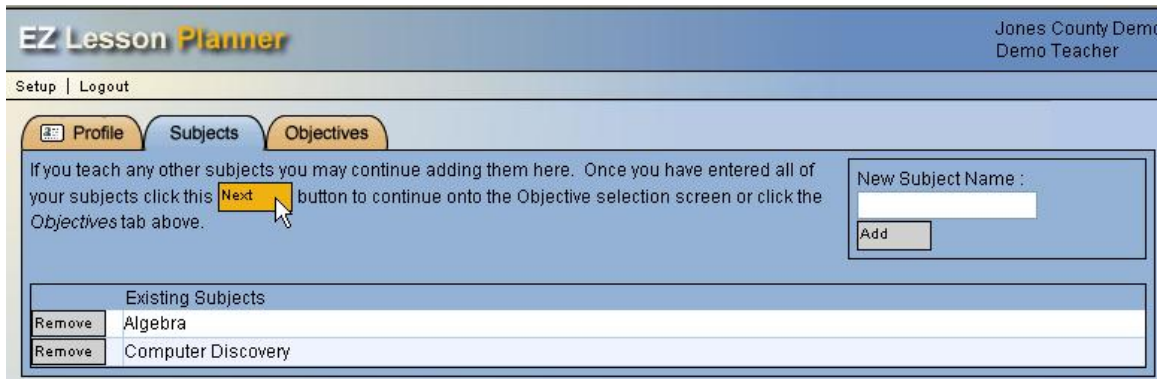 EZ Lesson Planner
Jones County Demo
Demo Teacher
Setup | Logout
Profile
Subjects
Objectives
If you teach any other subjects you may continue adding them here. Once you have entered all of
your subjects click this Next button to continue onto the Objective selection screen or click the
Objectives tab above.
New Subject Name :
Add
Existing Subjects
Remove Algebra
Remove Computer Discovery